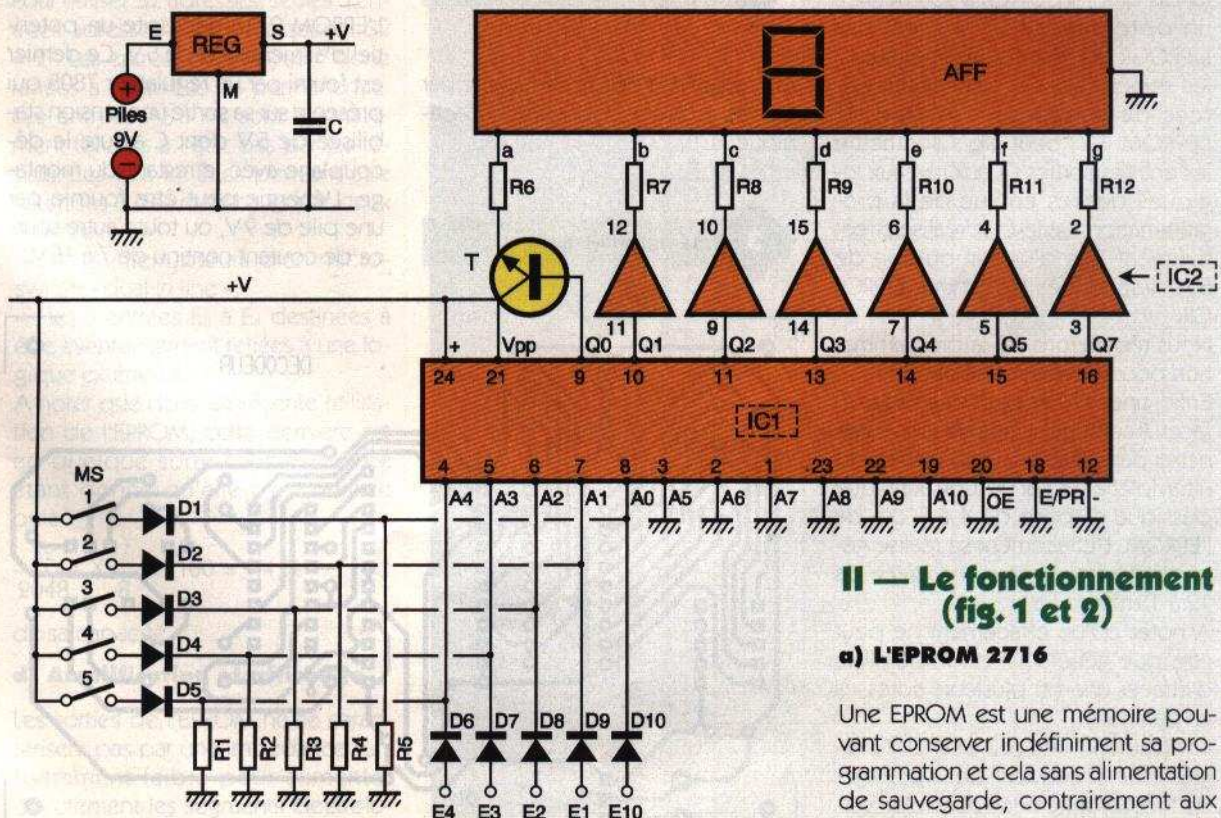 E
REG
S
+V
M
Piles
9V
C
AFF
a
b
c
d
e
f
g
R6
R7
R8
R9
R10
R11
R12
T
12
10
15
6
4
2
IC2
+V
11
9
14
7
5
3
+
Vpp
Q0
Q1
Q2
Q3
Q4
Q5
Q7
24
21
9
10
11
13
14
15
16
IC1
4
5
6
7
8
3
2
1
23
22
19
20
18
12
A4
A3
A2
A1
A0
A5
A6
A7
A8
A9
A10
OE
E/PR
-
MS
1
D1
2
D2
3
D3
4
D4
5
D5
R1
R2
R3
R4
R5
D6
D7
D8
D9
D10
E4
E3
E2
E1
E10
II — Le fonctionnement
(fig. 1 et 2)
a) L'EPROM 2716
Une EPROM est une mémoire pou-
vant conserver indéfiniment sa pro-
grammation et cela sans alimentation
de sauvegarde, contrairement aux